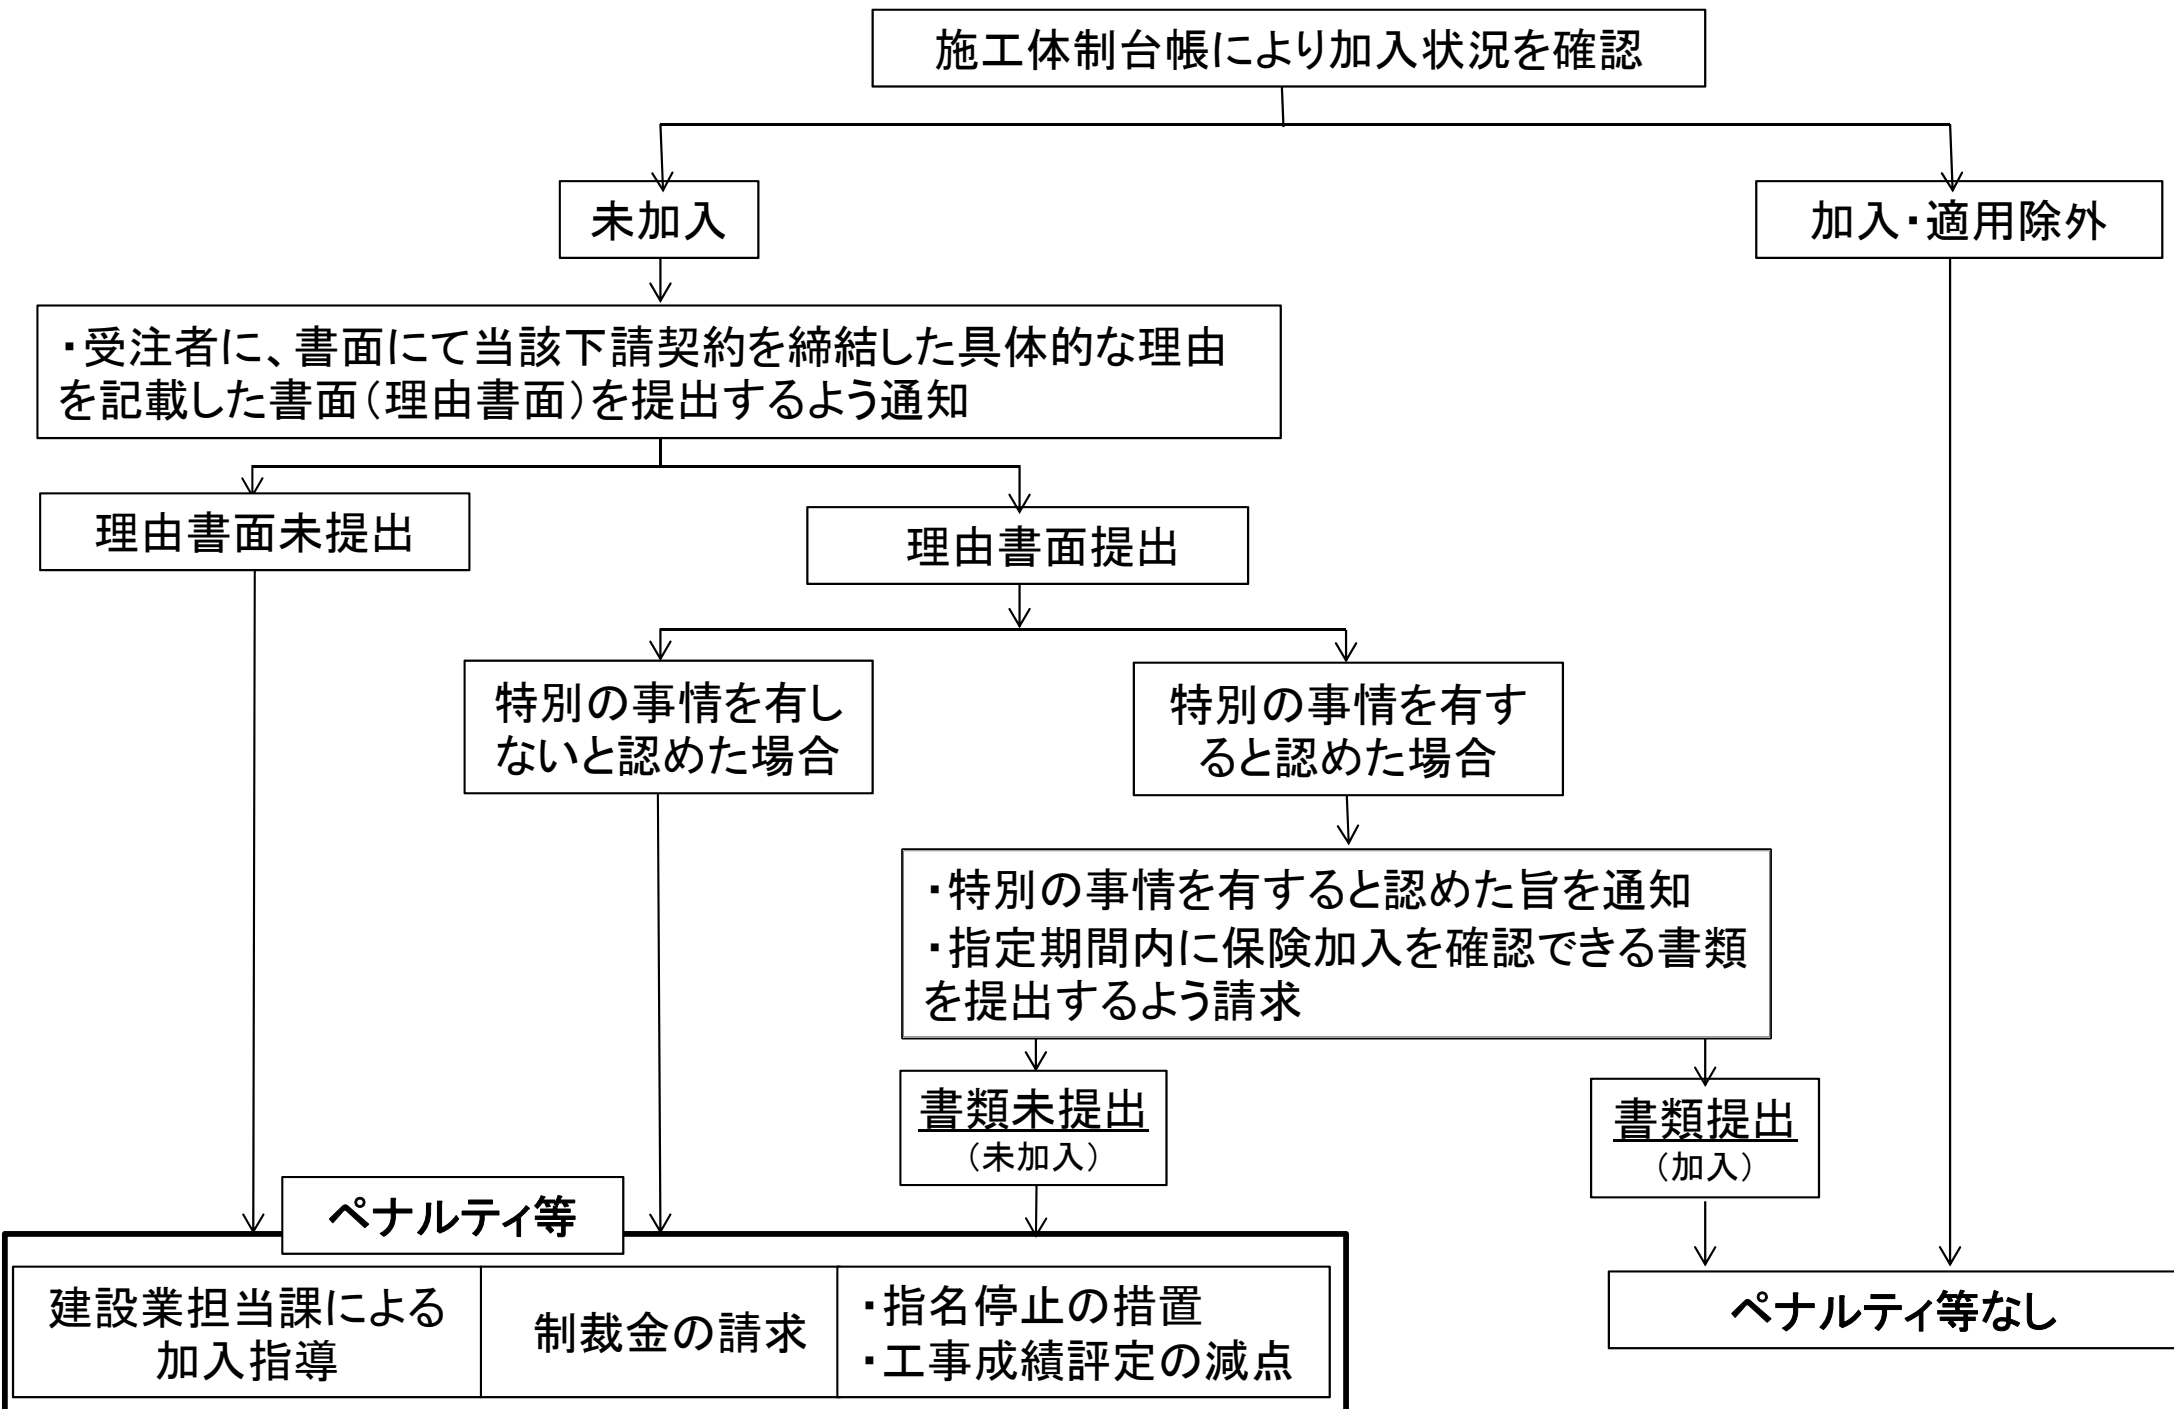 施工体制台帳により加入状況を確認
未加入
加入・適用除外
・受注者に、書面にて当該下請契約を締結した具体的な理由
を記載した書面（理由書面）を提出するよう通知
理由書面未提出
理由書面提出
特別の事情を有し
ないと認めた場合
特別の事情を有す
ると認めた場合
・特別の事情を有すると認めた旨を通知
・指定期間内に保険加入を確認できる書類
を提出するよう請求
書類未提出
（未加入）
書類提出
（加入）
ペナルティ等
建設業担当課による
加入指導
制裁金の請求
・指名停止の措置
・工事成績評定の減点
ペナルティ等なし